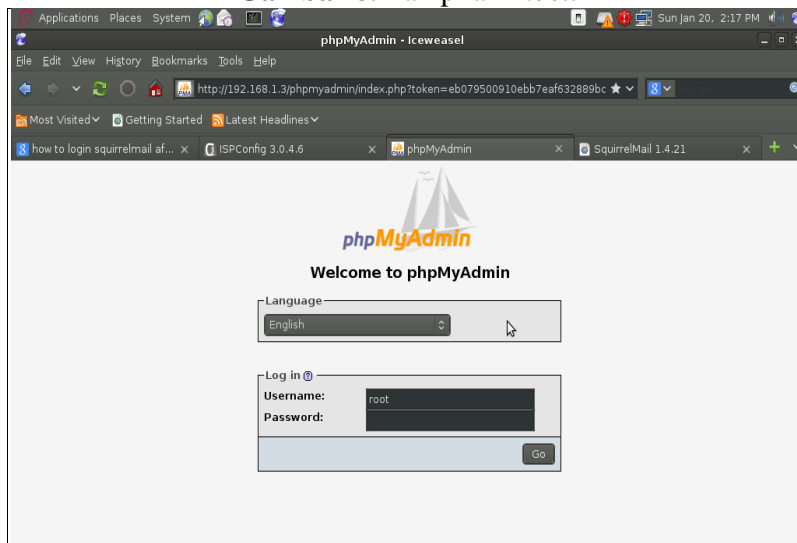 Applications Places System Sun Jan 20, 2:17 PM
phpMyAdmin - Iceweasel
File Edit View History Bookmarks Tools Help
http://192.168.1.3/phpmyadmin/index.php?token=eb079500910ebb7eaf632889bc
Most Visited Getting Started Latest Headlines
how to login squirrelmail af... ISPConfig 3.0.4.6 phpMyAdmin SquirrelMail 1.4.21
phpMyAdmin
Welcome to phpMyAdmin
Language
English
Log in
Username: root
Password:
Go